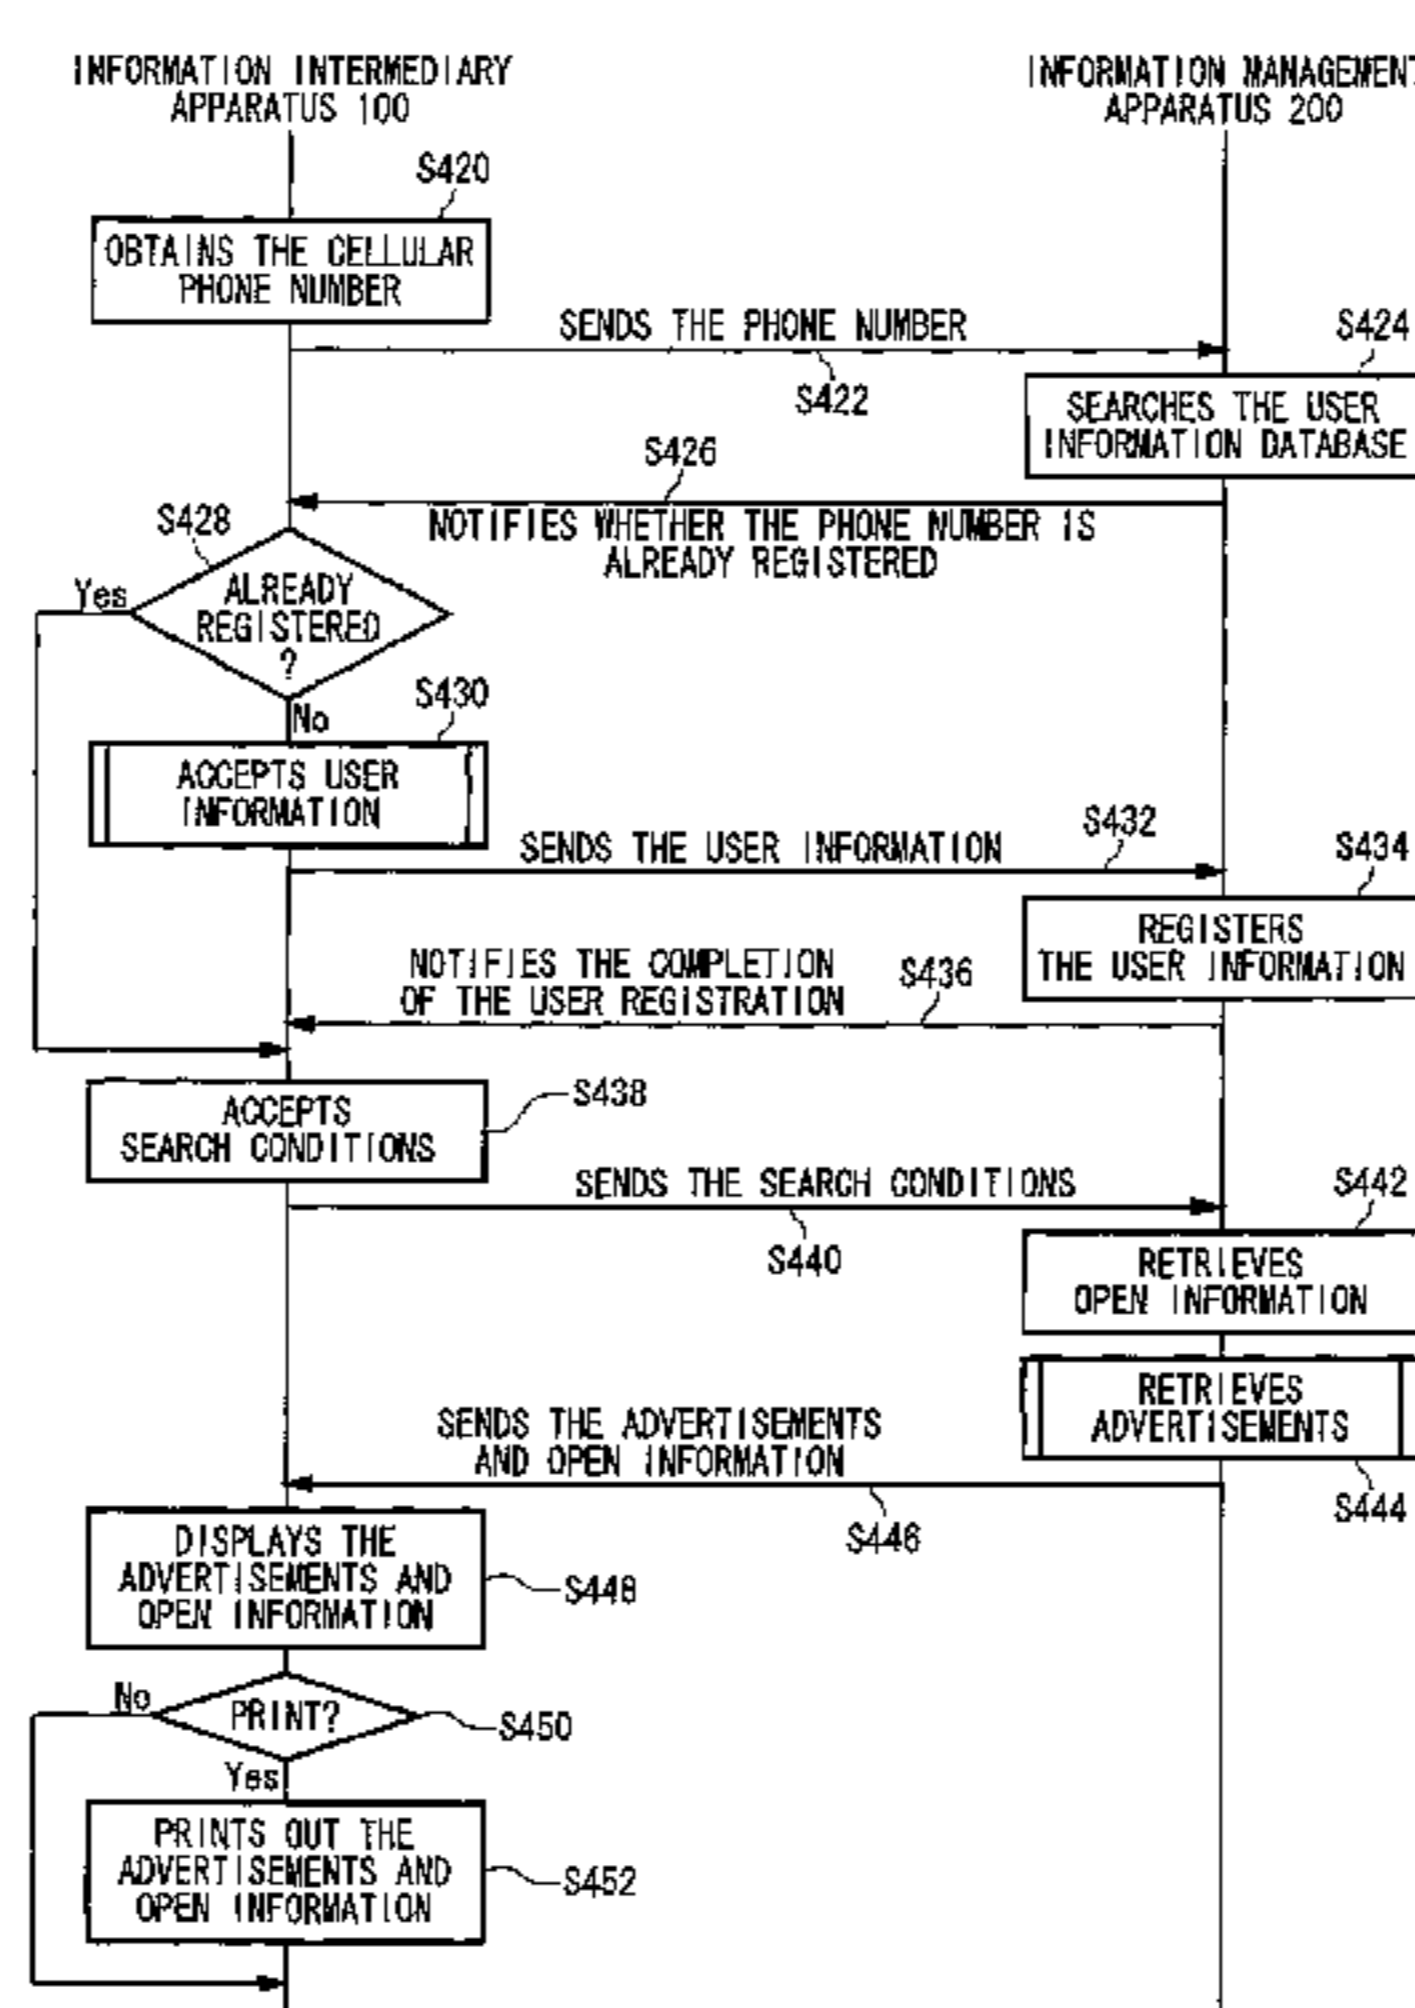 INFORMATION INTERMEDIARY
APPARATUS 100
INFORMATION MANAGEMENT
APPARATUS 200
S420
OBTAINS THE CELLULAR
PHONE NUMBER
SENDS THE PHONE NUMBER
S422
S424
SEARCHES THE USER
INFORMATION DATABASE
S426
NOTIFIES WHETHER THE PHONE NUMBER IS
ALREADY REGISTERED
S428
Yes
ALREADY
REGISTERED
?
No
S430
ACCEPTS USER
INFORMATION
SENDS THE USER INFORMATION
S432
S434
REGISTERS
THE USER INFORMATION
NOTIFIES THE COMPLETION
OF THE USER REGISTRATION
S436
ACCEPTS
SEARCH CONDITIONS
S438
SENDS THE SEARCH CONDITIONS
S440
S442
RETRIEVES
OPEN INFORMATION
RETRIEVES
ADVERTISEMENTS
S444
SENDS THE ADVERTISEMENTS
AND OPEN INFORMATION
S446
DISPLAYS THE
ADVERTISEMENTS AND
OPEN INFORMATION
S448
No
PRINT?
S450
Yes
PRINTS OUT THE
ADVERTISEMENTS AND
OPEN INFORMATION
S452